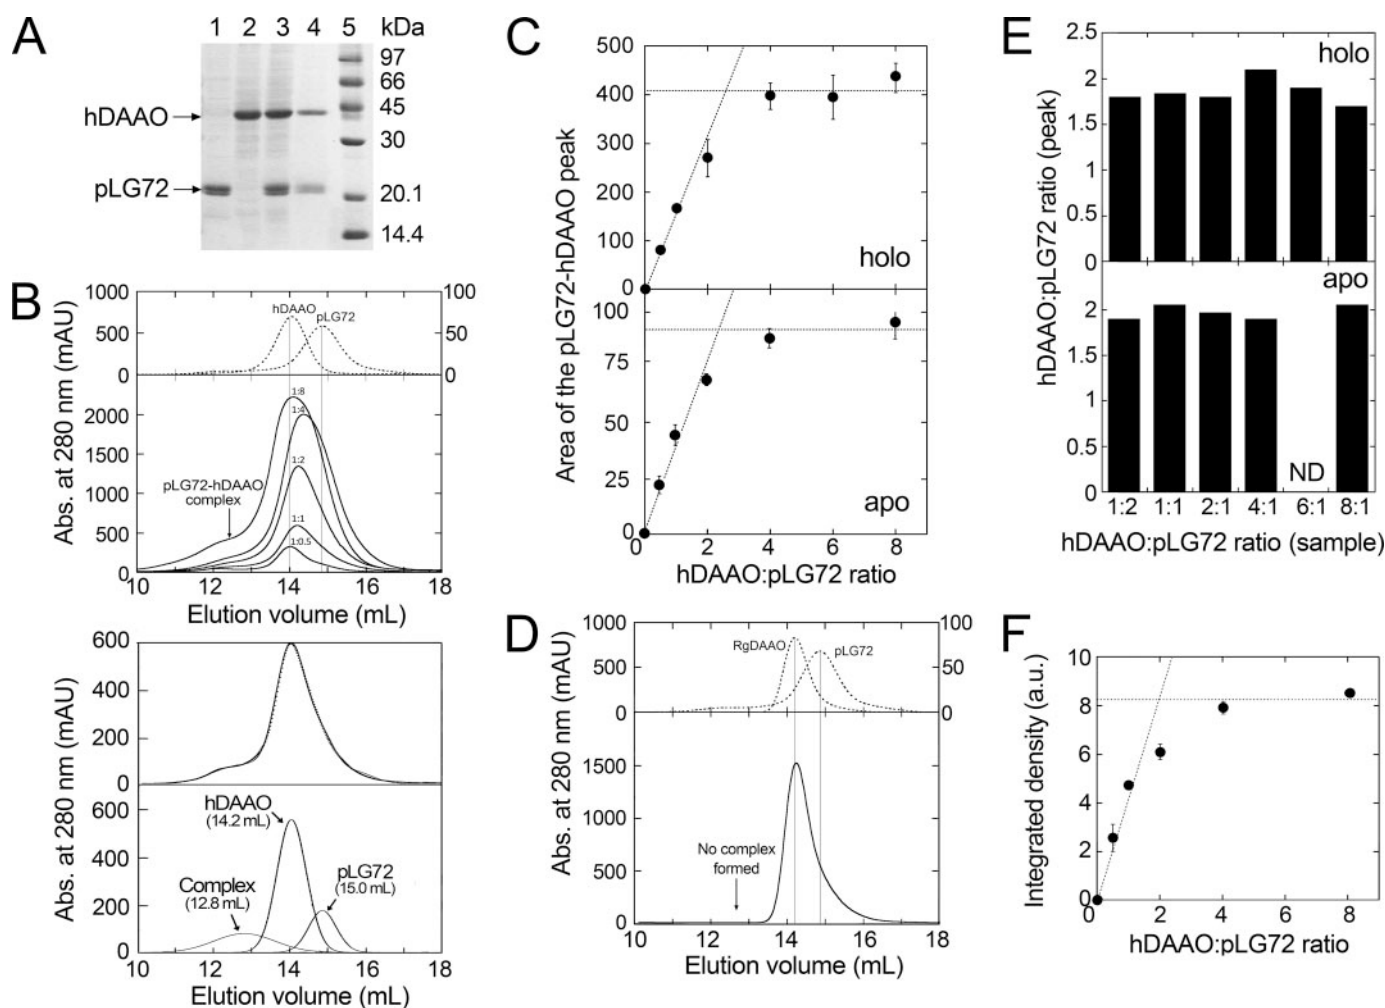 A
1 2 3 4 5 kDa
97
66
45
30
20.1
14.4
hDAAO
pLG72
B
1000
500
0
100
50
0
hDAAO
pLG72
2000
1500
1000
500
0
1:8
1:4
1:2
1:1
1:0.5
pLG72-hDAAO
complex
Abs. at 280 nm (mAU)
10 12 14 16 18
Elution volume (mL)
600
400
200
0
600
400
200
0
hDAAO
(14.2 mL)
Complex
(12.8 mL)
pLG72
(15.0 mL)
Abs. at 280 nm (mAU)
10 12 14 16 18
Elution volume (mL)
C
500
400
300
200
100
0
holo
100
75
50
25
0
apo
Area of the pLG72-hDAAO peak
0 2 4 6 8
hDAAO:pLG72 ratio
D
1000
500
0
100
50
0
RgDAAO
pLG72
1500
1000
500
0
No complex
formed
Abs. at 280 nm (mAU)
10 12 14 16 18
Elution volume (mL)
E
2.5
2
1.5
1
0.5
0
holo
2
1.5
1
0.5
0
apo
ND
hDAAO:pLG72 ratio (peak)
1:2 1:1 2:1 4:1 6:1 8:1
hDAAO:pLG72 ratio (sample)
F
10
8
6
4
2
0
Integrated density (a.u.)
0 2 4 6 8
hDAAO:pLG72 ratio